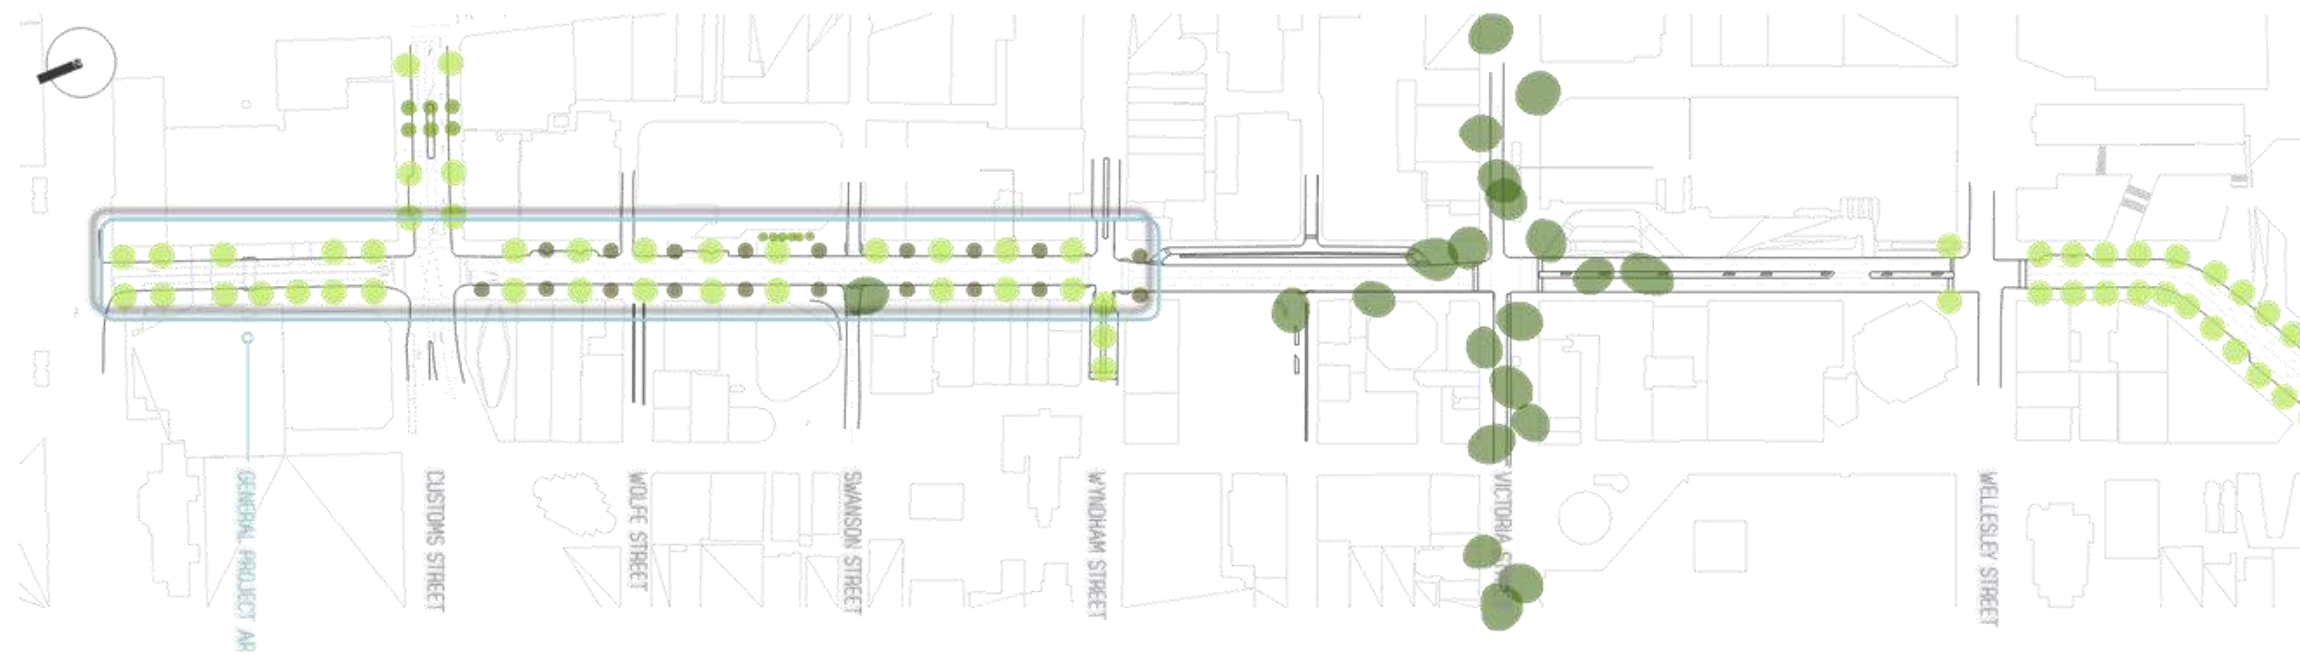 GENERAL PROJECT AR
CUSTOMS STREET
WOLFE STREET
SWANSON STREET
WYNDHAM STREET
VICTORIA
WELLESLEY STREET